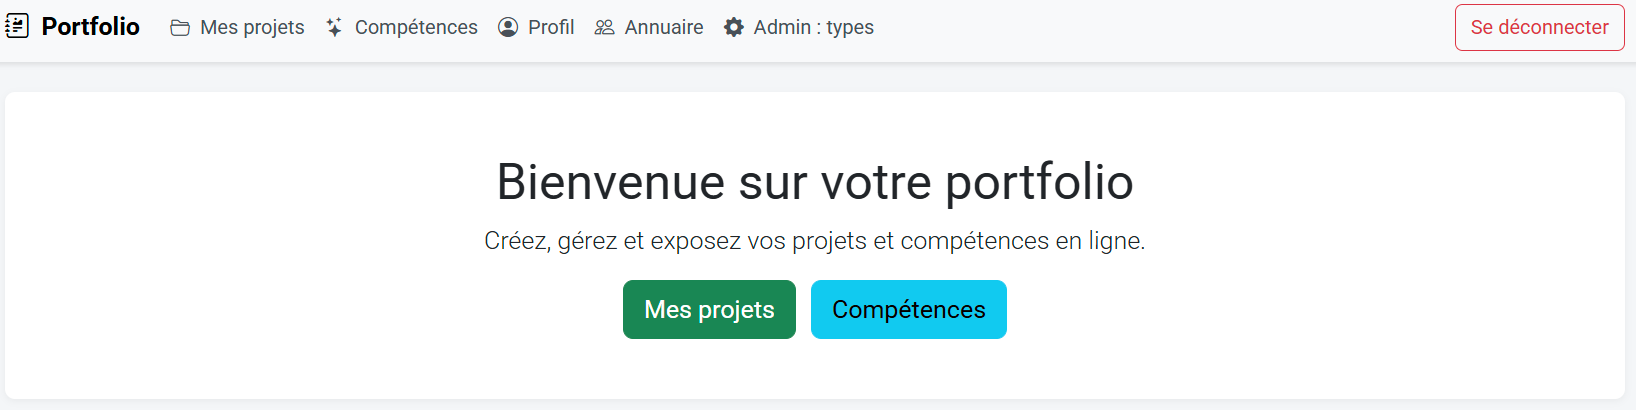 Portfolio Mes projets Compétences Profil Annuaire Admin : types Se déconnecter
Bienvenue sur votre portfolio
Créez, gérez et exposez vos projets et compétences en ligne.
Mes projets Compétences